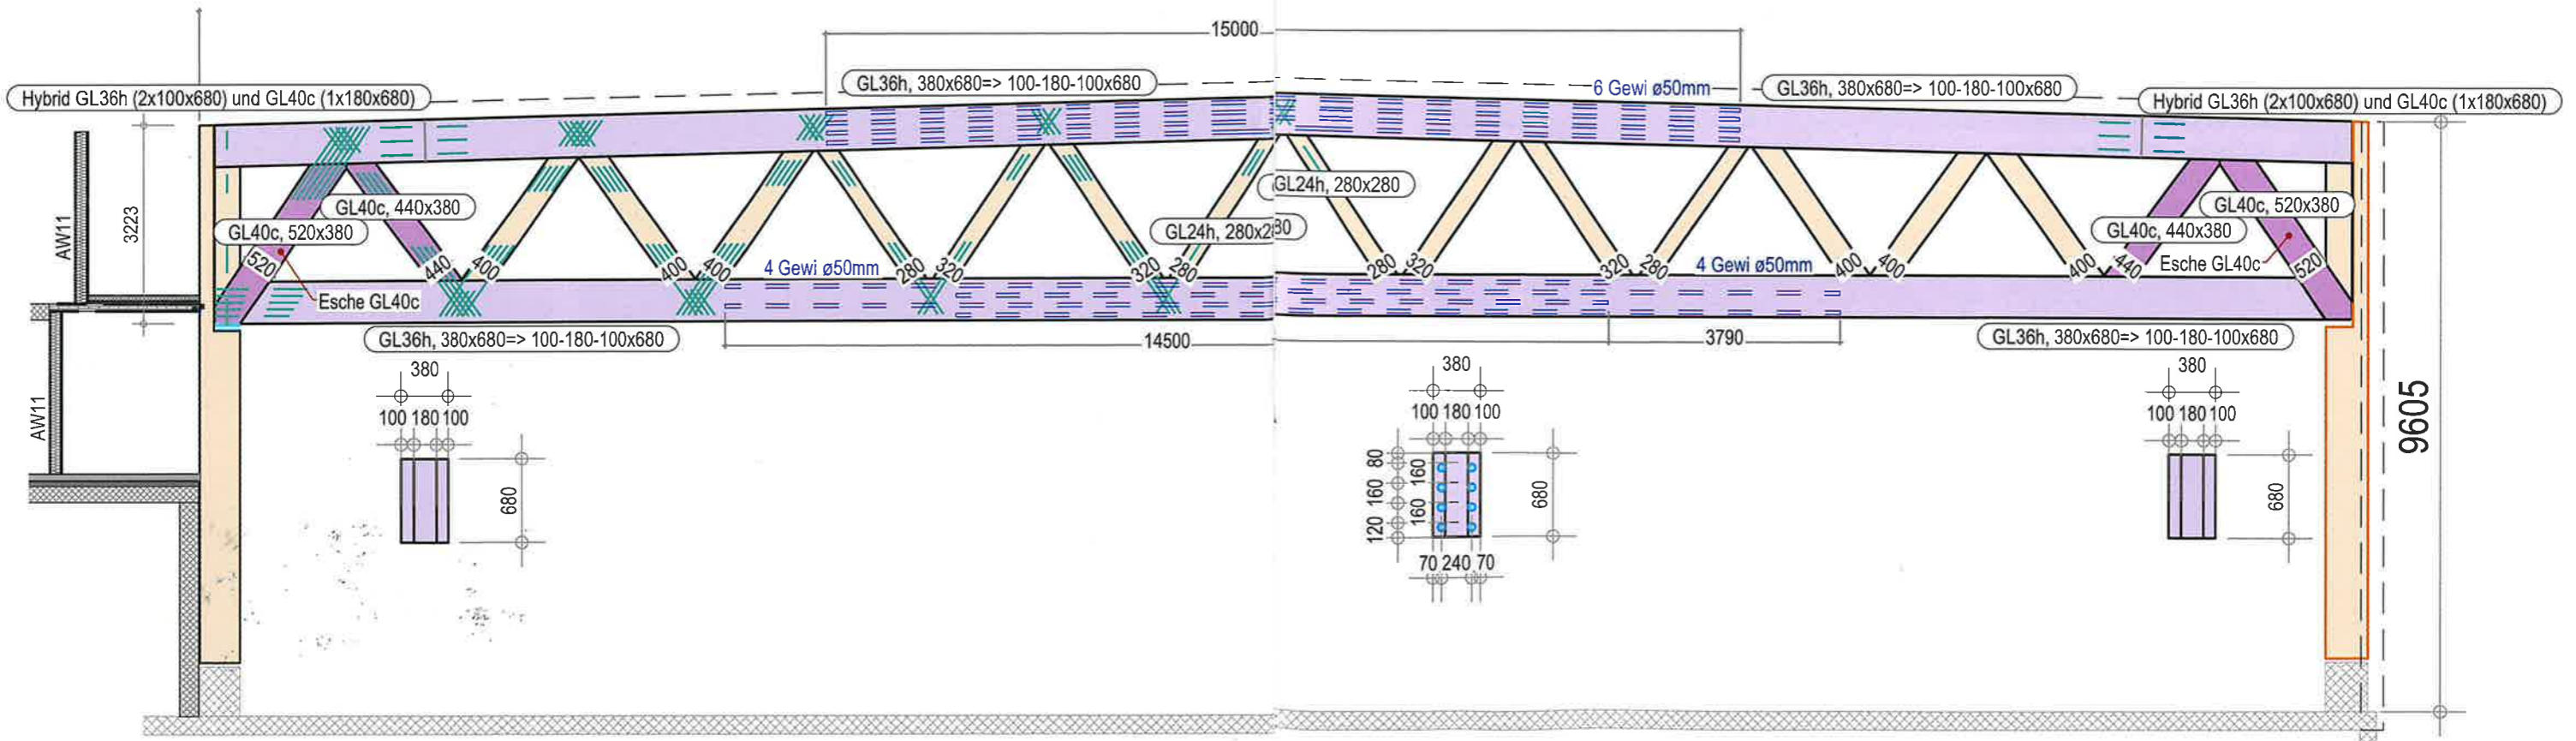 15000
GL36h, 380x680=> 100-180-100x680
6 Gewi ø50mm
GL36h, 380x680=> 100-180-100x680
Hybrid GL36h (2x100x680) und GL40c (1x180x680)
Hybrid GL36h (2x100x680) und GL40c (1x180x680)
AW11
3223
GL40c, 440x380
GL40c, 520x380
GL24h, 280x280
GL24h, 280x280
GL40c, 520x380
GL40c, 440x380
520
440
400
400
400
280
320
320
280
280
320
320
280
400
400
400
440
520
4 Gewi ø50mm
4 Gewi ø50mm
Esche GL40c
Esche GL40c
GL36h, 380x680=> 100-180-100x680
14500
3790
GL36h, 380x680=> 100-180-100x680
AW11
9605
380
100 180 100
680
380
100 180 100
80
160
160
160
120
680
70 240 70
380
100 180 100
680